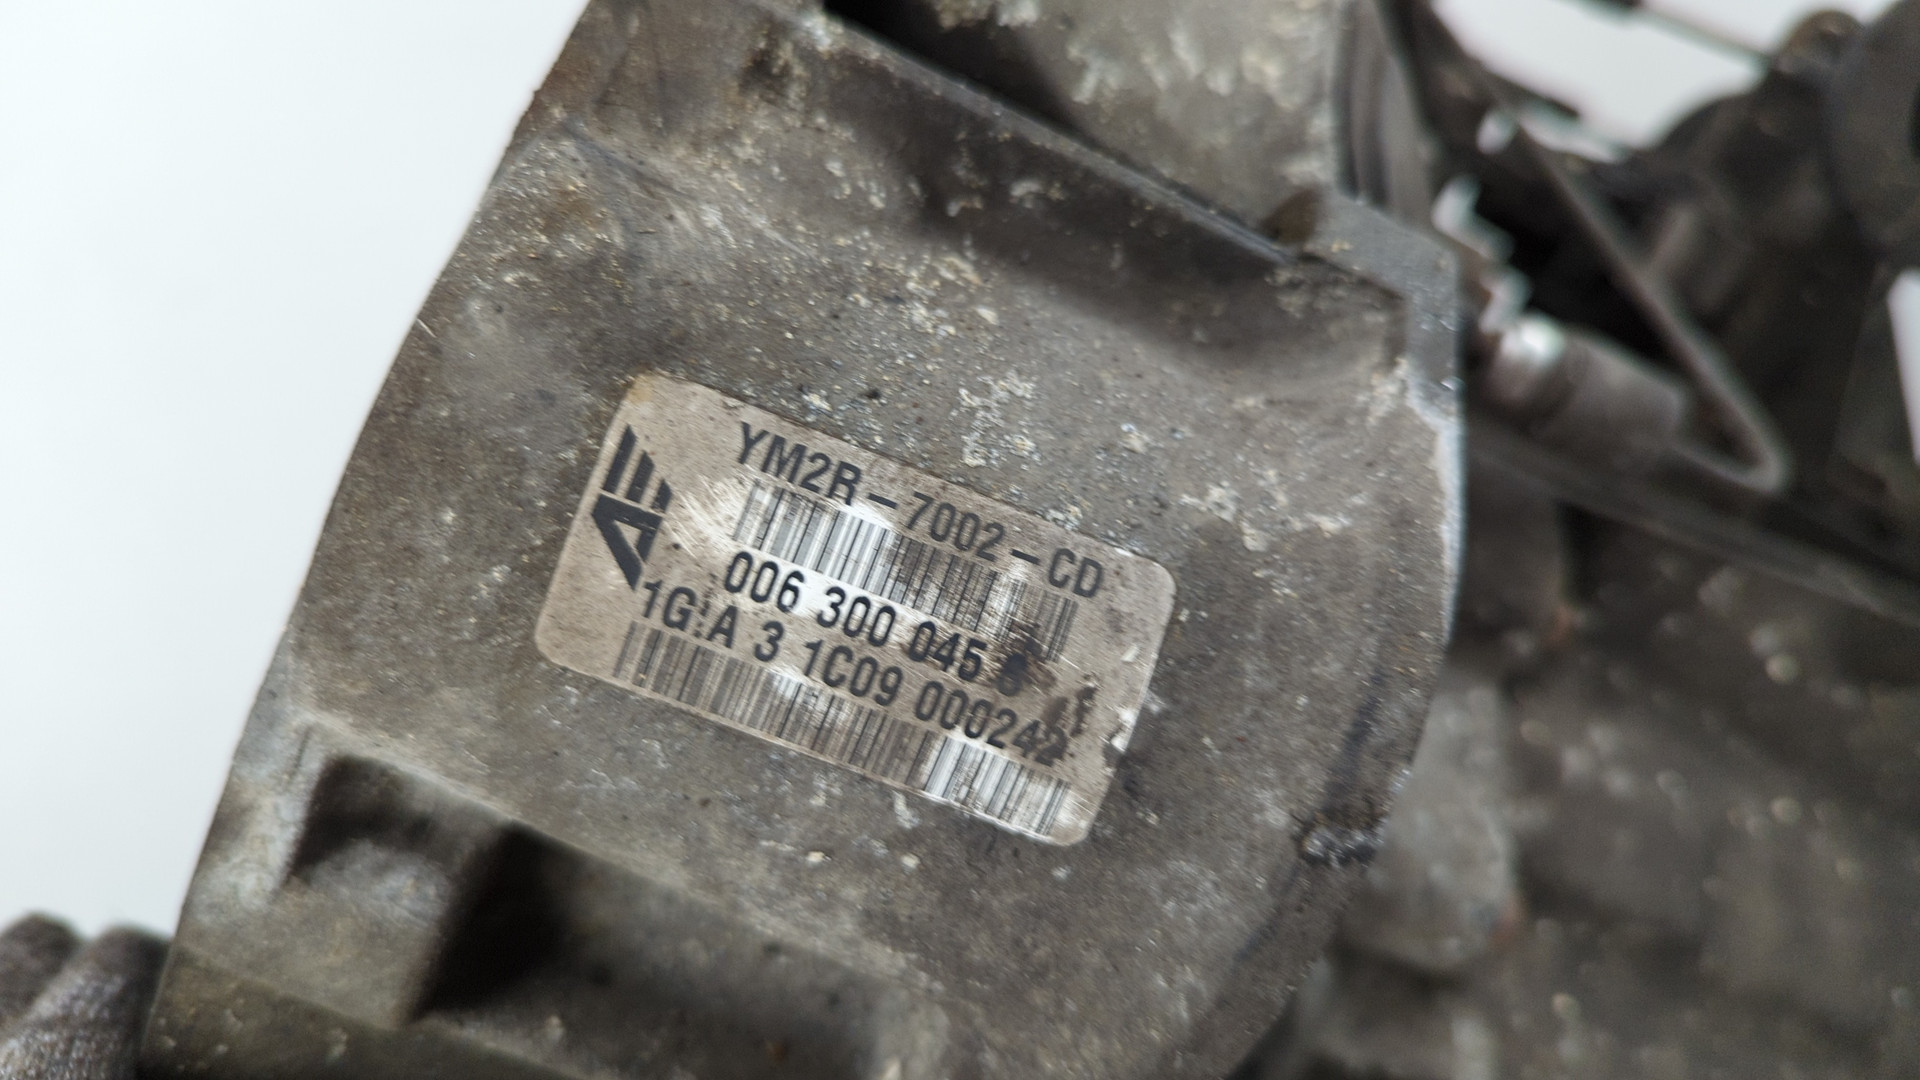 YM2R-7002-CD
006 300 045
1G!A 3 1C09 000242